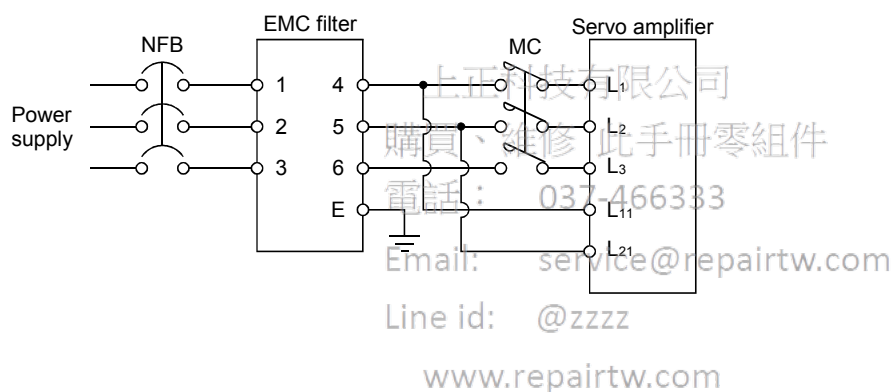 EMC filter
Servo amplifier
NFB
MC
上正科技有限公司
1
4
L1
Power
supply
2
5
L2
購買、維修 此手冊零組件
3
6
L3
電話： 037-466333
E
L11
L21
Email: service@repairtw.com
Line id: @zzzz
www.repairtw.com